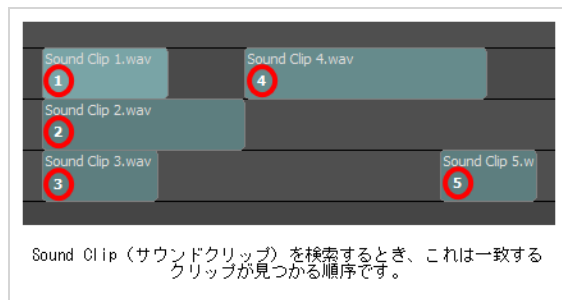 Sound Clip 1.wav
1
Sound Clip 4.wav
4
Sound Clip 2.wav
2
Sound Clip 3.wav
3
Sound Clip 5.w
5
Sound Clip（サウンドクリップ）を検索するとき、これは一致する
クリップが見つかる順序です。